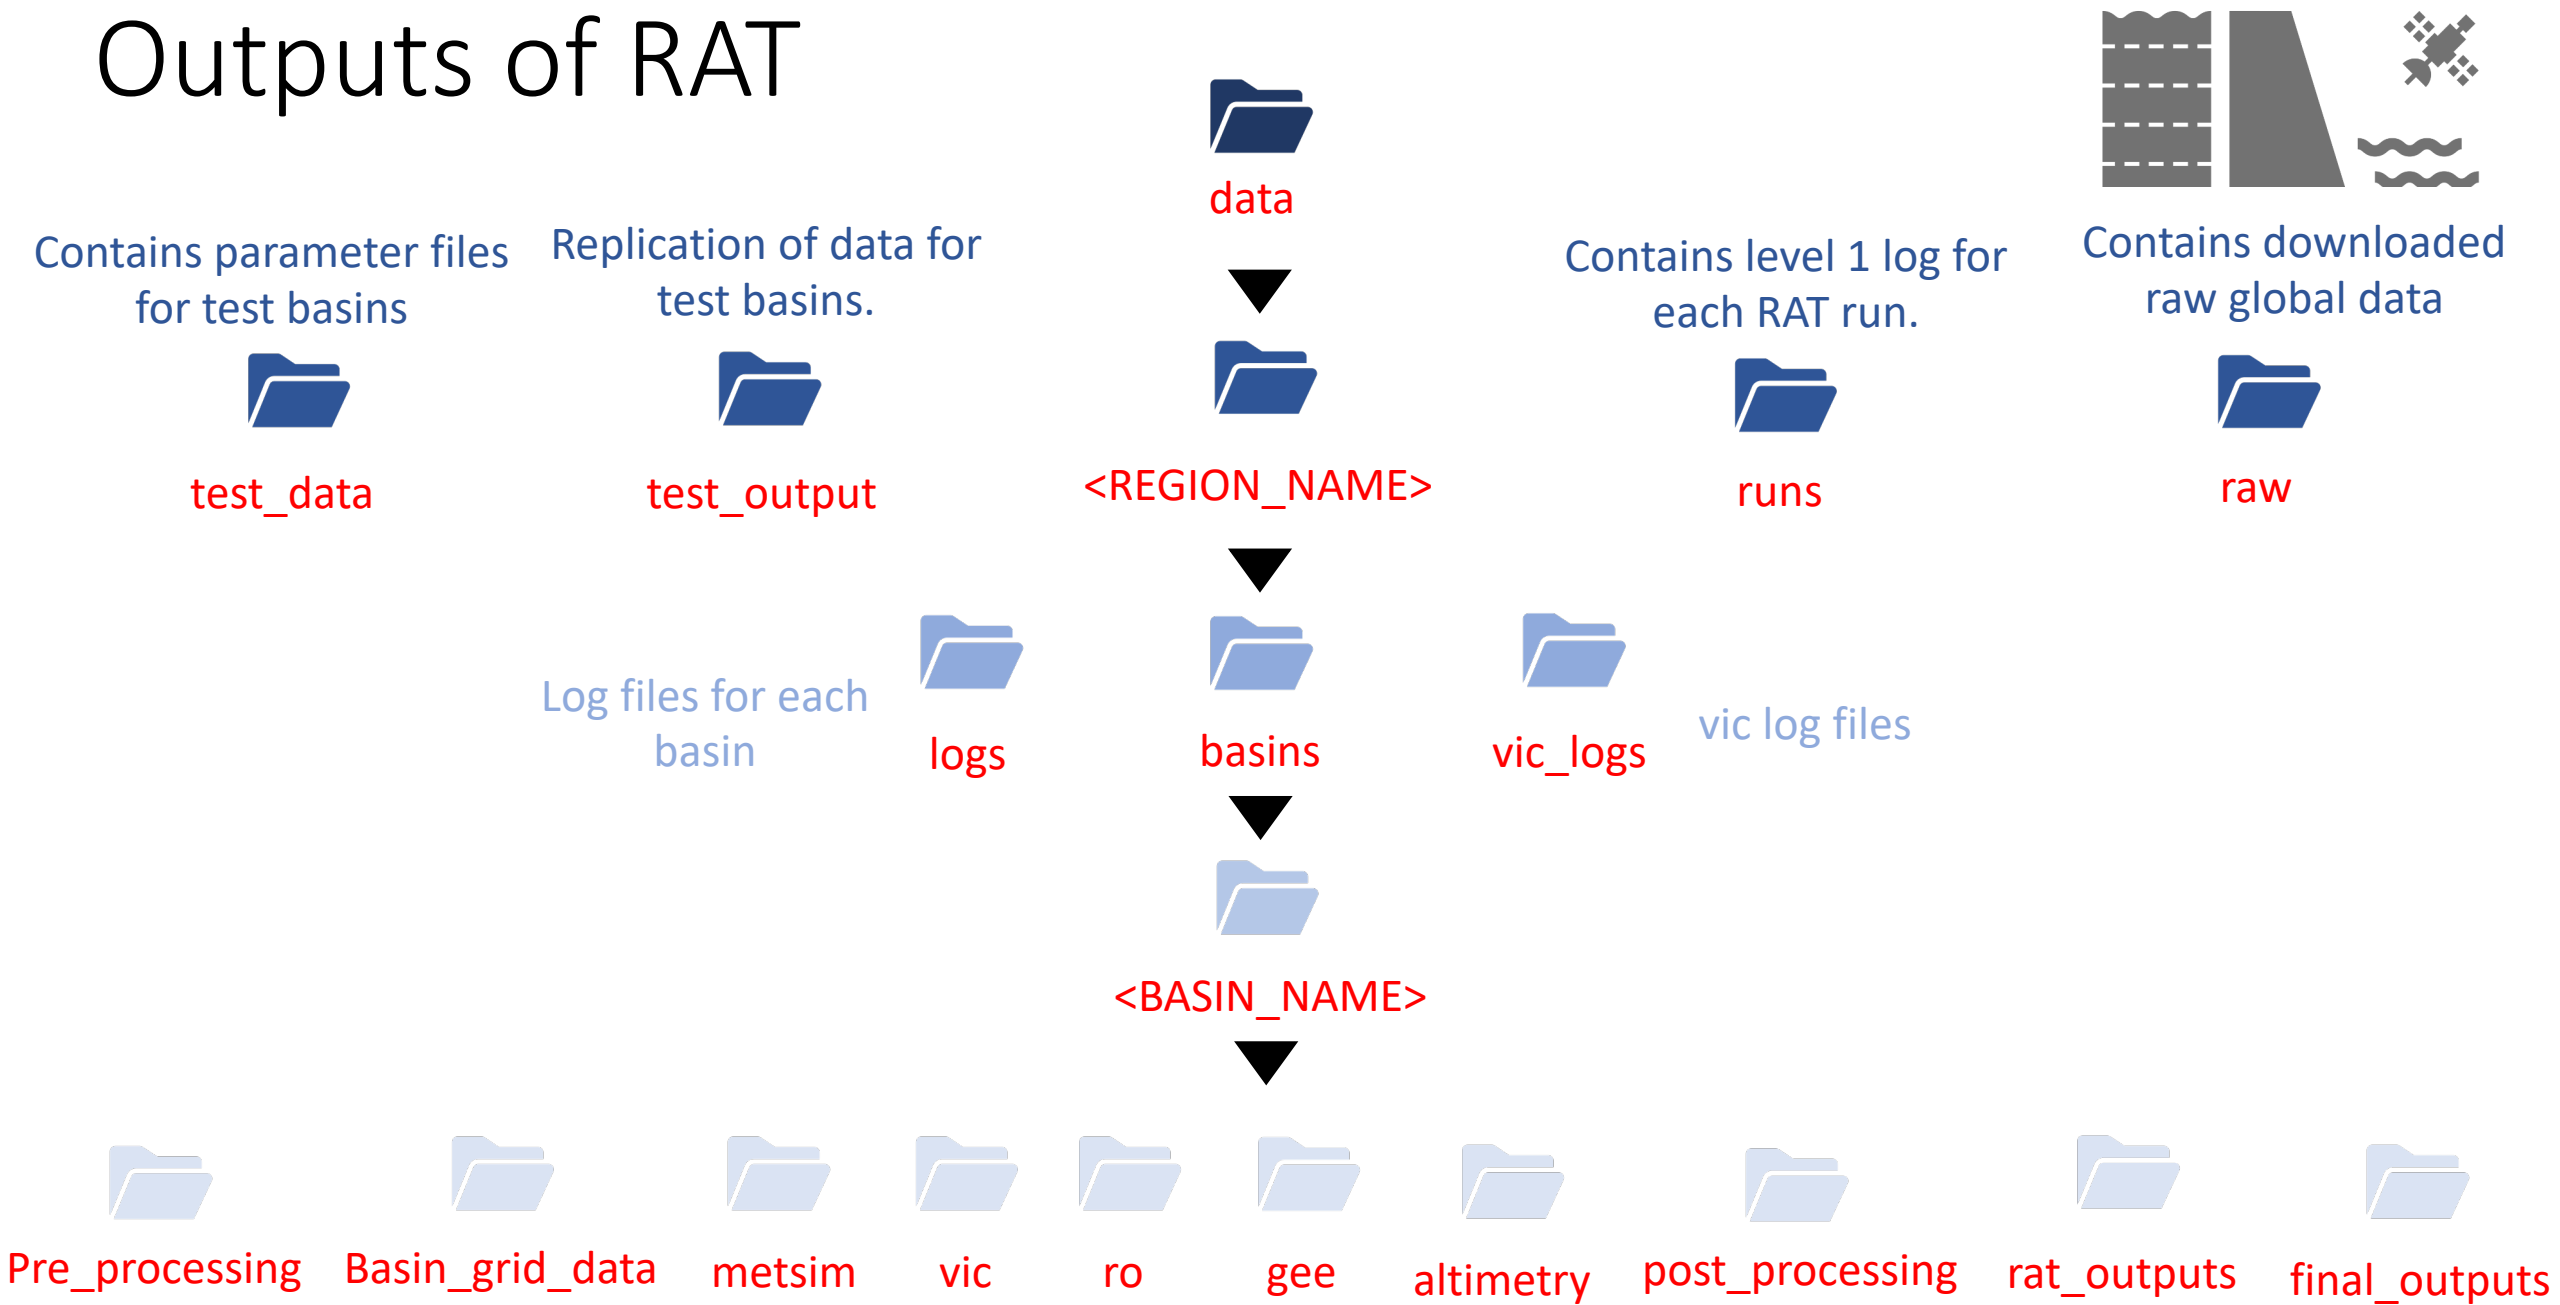 Outputs of RAT
data
Contains parameter files
for test basins
Replication of data for
test basins.
Contains level 1 log for
each RAT run.
Contains downloaded
raw global data
test_data
test_output
<REGION_NAME>
runs
raw
Log files for each
basin
logs
basins
vic_logs
vic log files
<BASIN_NAME>
Pre_processing
Basin_grid_data
metsim
vic
ro
gee
altimetry
post_processing
rat_outputs
final_outputs